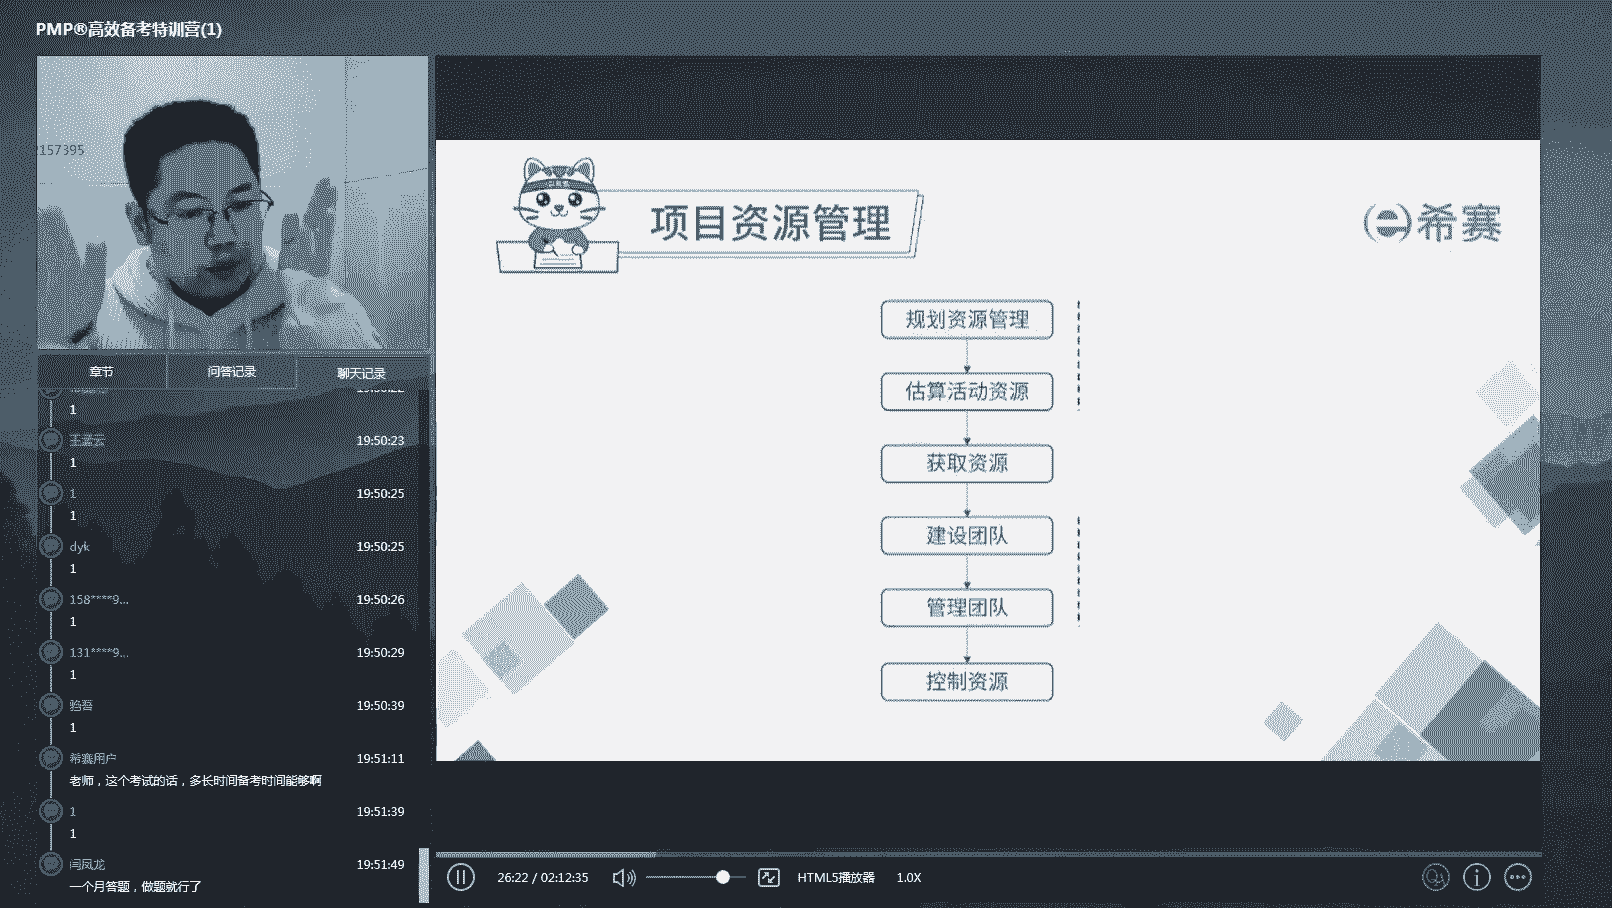 PMP®高效备考特训营(1)
2157395
章节
问答记录
聊天记录
1
王孟云
19:50:23
1
1
19:50:25
1
dyk
19:50:25
1
158****9...
19:50:26
1
131****9...
19:50:29
1
19:50:39
1
希赛用户
19:51:11
老师，这个考试的话，多长时间备考时间能够啊
1
19:51:39
1
闫凤龙
19:51:49
一个月答题，做题就行了
项目资源管理
希赛
规划资源管理
估算活动资源
获取资源
建设团队
管理团队
控制资源
26:22 / 02:12:35
HTML5播放器
1.0X